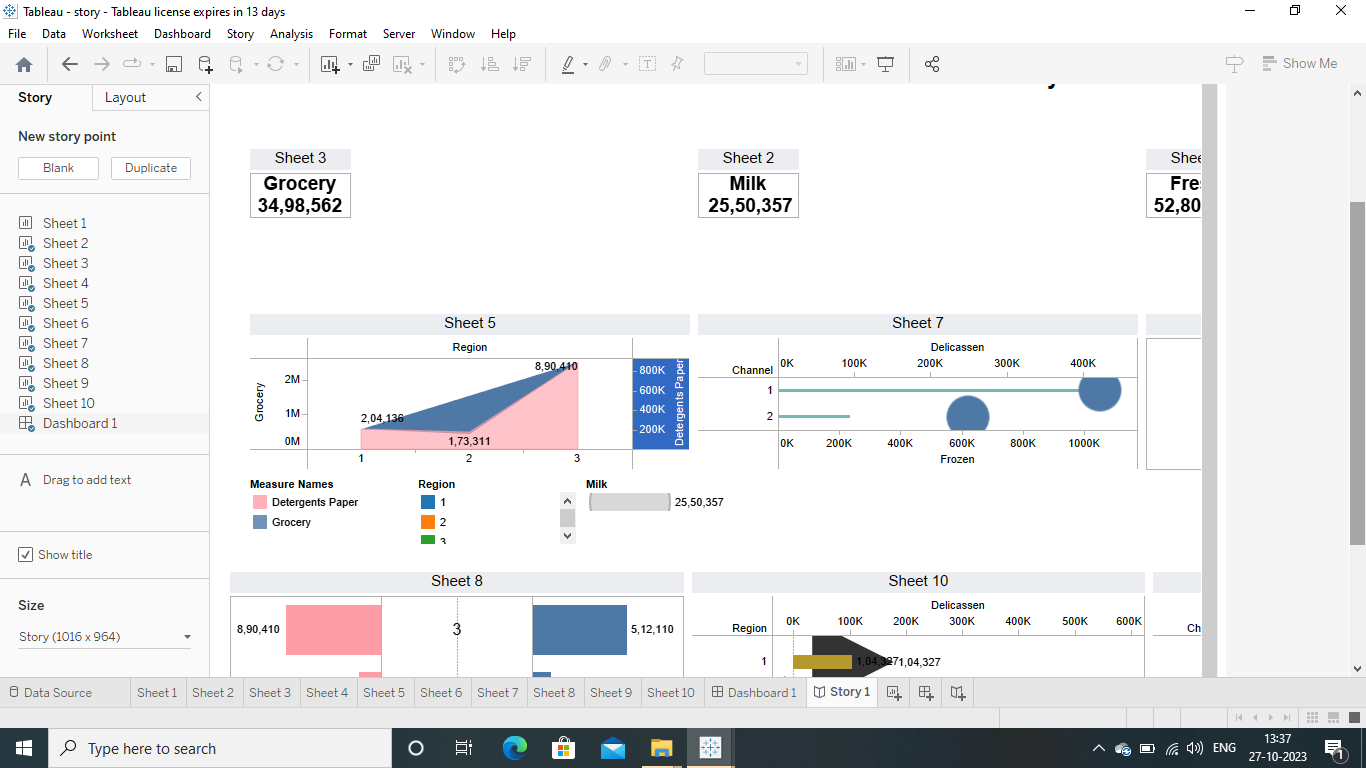 Tableau - story - Tableau license expires in 13 days
File Data Worksheet Dashboard Story Analysis Format Server Window Help
Show Me
Story Layout
New story point
Blank Duplicate
Sheet 1
Sheet 2
Sheet 3
Sheet 4
Sheet 5
Sheet 6
Sheet 7
Sheet 8
Sheet 9
Sheet 10
Dashboard 1
A Drag to add text
Show title
Size
Story (1016 x 964)
Sheet 3
Grocery
34,98,562
Sheet 2
Milk
25,50,357
Shee
Fre
52,80
Sheet 5
Region
Grocery
2M
1M
0M
2,04,136
1,73,311
8,90,410
1 2 3
800K
600K
400K
200K
Detergents Paper
Measure Names
Detergents Paper
Grocery
Region
1
2
3
Milk
25,50,357
Sheet 7
Delicassen
Channel
0K 100K 200K 300K 400K
1
2
0K 200K 400K 600K 800K 1000K
Frozen
Sheet 8
8,90,410 3 5,12,110
Sheet 10
Delicassen
Region 0K 100K 200K 300K 400K 500K 600K
1 1,04,327 1,04,327
Ch
Data Source Sheet 1 Sheet 2 Sheet 3 Sheet 4 Sheet 5 Sheet 6 Sheet 7 Sheet 8 Sheet 9 Sheet 10 Dashboard 1 Story 1
Type here to search
ENG
13:37
27-10-2023
1